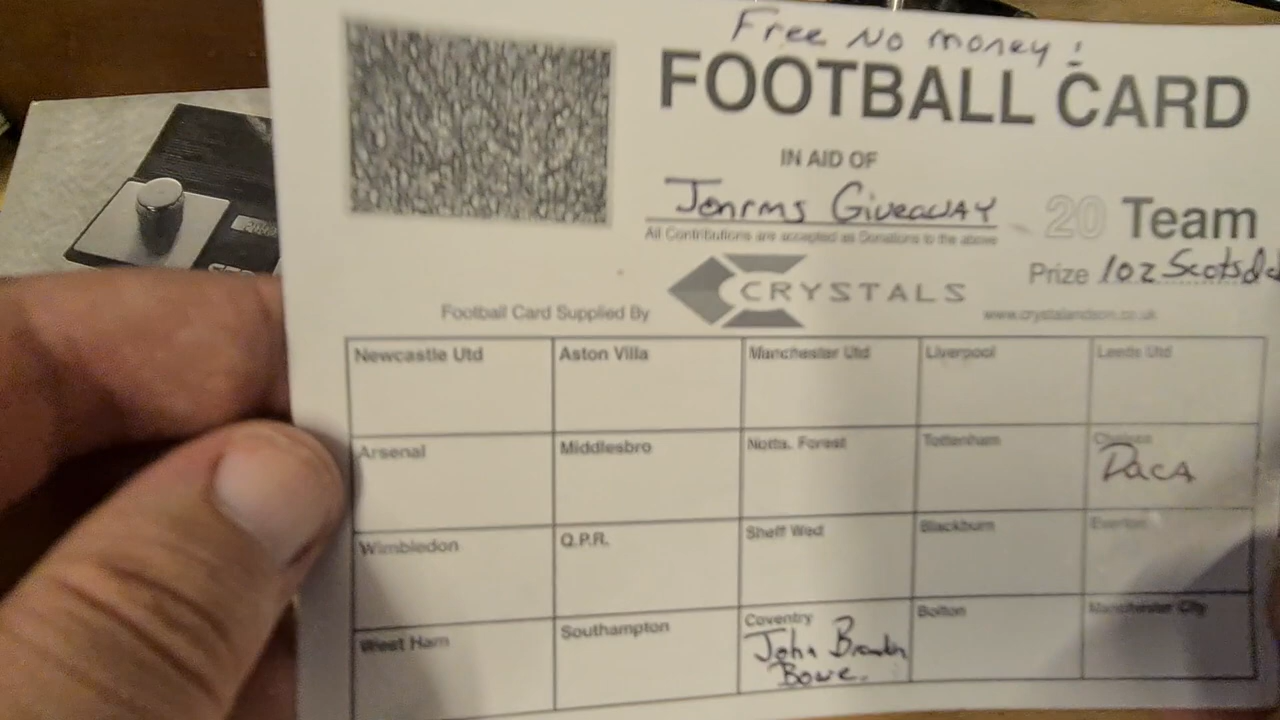 Free No money!
FOOTBALL CARD
IN AID OF
Jonrms Giveaway
All Contributions are accepted as Donations to the above
20 Team
Prize 1oz
CRYSTALS
Football Card Supplied By
www.crystalandson.co.uk
Newcastle Utd
Aston Villa
Manchester Utd
Liverpool
Leeds Utd
Arsenal
Middlesbro
Notts. Forest
Tottenham
Chelsea
Daca
Wimbledon
Q.P.R.
Sheff Wed
Blackburn
Everton
West Ham
Southampton
Coventry
John Brandon
Bowe.
Bolton
Manchester City